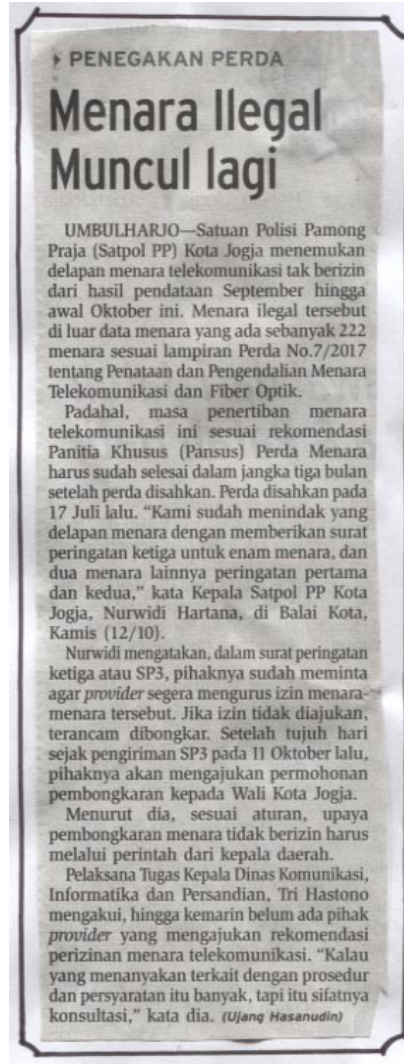 PENEGAKAN PERDA
Menara Ilegal
Muncul lagi
UMBULHARJO—Satuan Polisi Pamong
Praja (Satpol PP) Kota Jogja menemukan
delapan menara telekomunikasi tak berizin
dari hasil pendataan September hingga
awal Oktober ini. Menara ilegal tersebut
di luar data menara yang ada sebanyak 222
menara sesuai lampiran Perda No.7/2017
tentang Penataan dan Pengendalian Menara
Telekomunikasi dan Fiber Optik.
Padahal, masa penertiban menara
telekomunikasi ini sesuai rekomendasi
Panitia Khusus (Pansus) Perda Menara
harus sudah selesai dalam jangka tiga bulan
setelah perda disahkan. Perda disahkan pada
17 Juli lalu. “Kami sudah menindak yang
delapan menara dengan memberikan surat
peringatan ketiga untuk enam menara, dan
dua menara lainnya peringatan pertama
dan kedua,” kata Kepala Satpol PP Kota
Jogja, Nurwidi Hartana, di Balai Kota,
Kamis (12/10).
Nurwidi mengatakan, dalam surat peringatan
ketiga atau SP3, pihaknya sudah meminta
agar provider segera mengurus izin menara-
menara tersebut. Jika izin tidak diajukan,
terancam dibongkar. Setelah tujuh hari
sejak pengiriman SP3 pada 11 Oktober lalu,
pihaknya akan mengajukan permohonan
pembongkaran kepada Wali Kota Jogja.
Menurut dia, sesuai aturan, upaya
pembongkaran menara tidak berizin harus
melalui perintah dari kepala daerah.
Pelaksana Tugas Kepala Dinas Komunikasi,
Informatika dan Persandian, Tri Hastono
mengakui, hingga kemarin belum ada pihak
provider yang mengajukan rekomendasi
perizinan menara telekomunikasi. “Kalau
yang menanyakan terkait dengan prosedur
dan persyaratan itu banyak, tapi itu sifatnya
konsultasi,” kata dia. (Ujang Hasanudin)